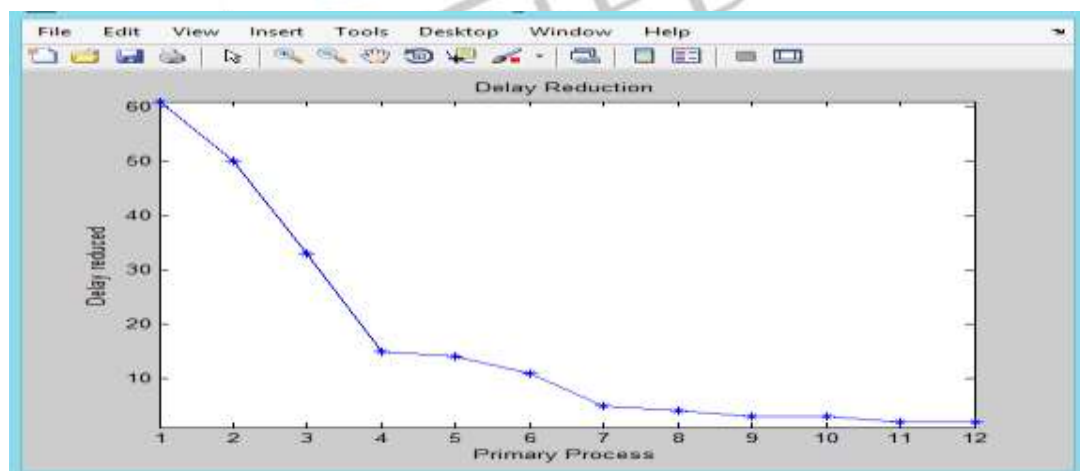 File Edit View Insert Tools Desktop Window Help
Delay Reduction
60
50
40
30
20
10
Delay reduced
1 2 3 4 5 6 7 8 9 10 11 12
Primary Process